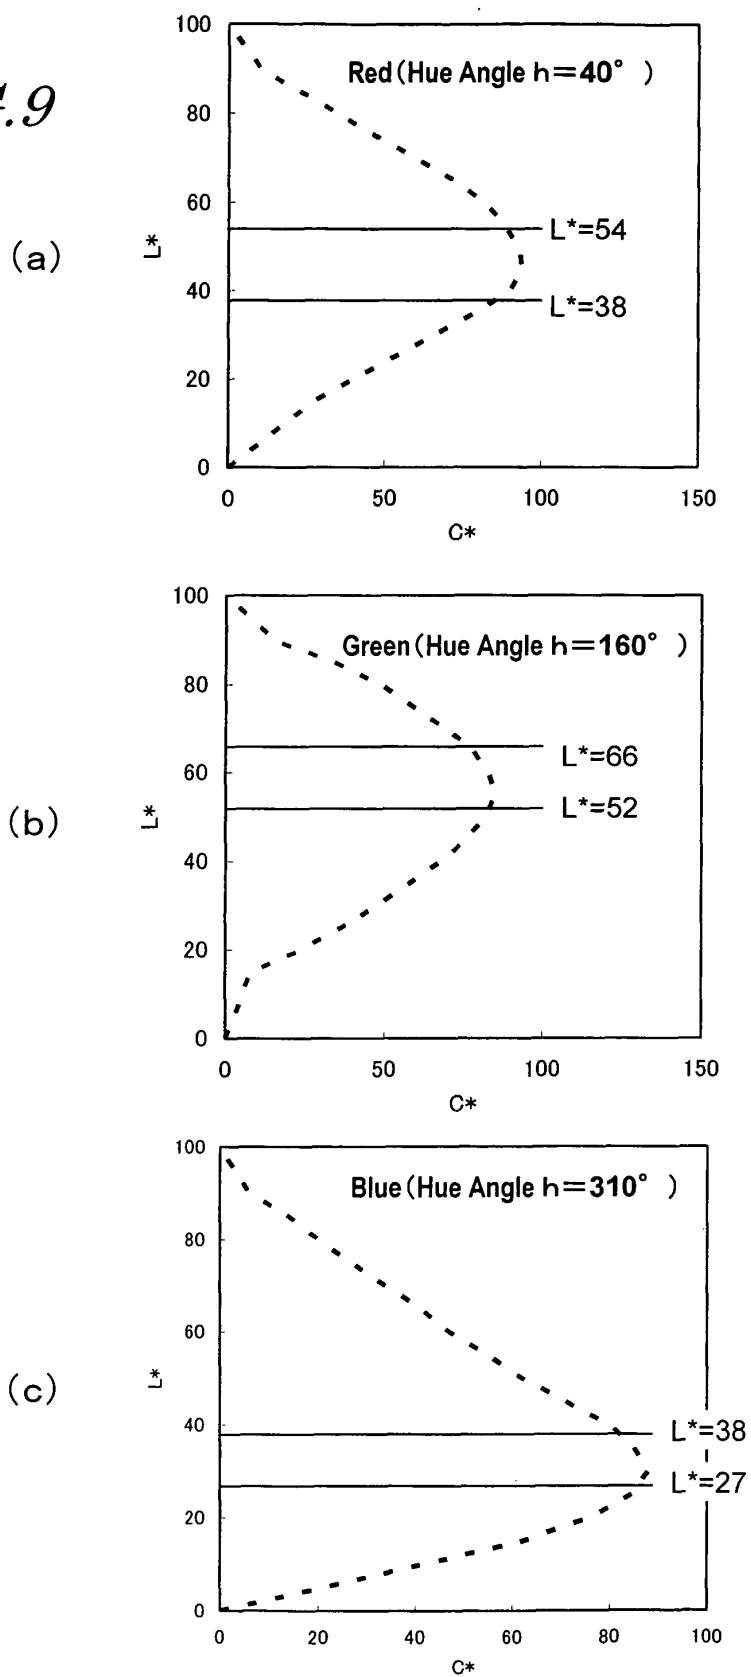 .9
100
Red (Hue Angle h=40° )
80
60
L*=54
(a)
L*
40
L*=38
20
0
0 50 100 150
C*
100
Green (Hue Angle h=160° )
80
L*=66
60
(b)
L*
L*=52
40
20
0
0 50 100 150
C*
100
Blue (Hue Angle h=310° )
80
60
(c)
L*
40
L*=38
L*=27
20
0
0 20 40 60 80 100
C*